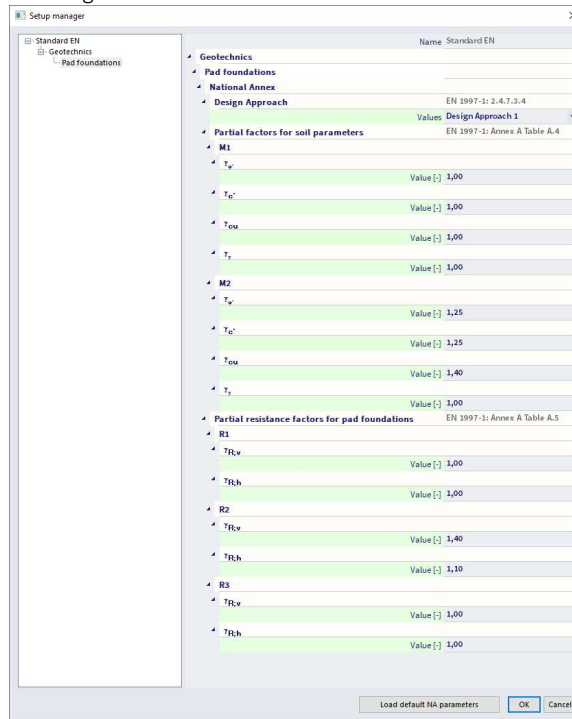 Setup manager
Standard EN
Geotechnics
Pad foundations
Name Standard EN
Geotechnics
Pad foundations
National Annex
Design Approach EN 1997-1: 2.4.7.3.4
Values Design Approach 1
Partial factors for soil parameters EN 1997-1: Annex A Table A.4
M1
γφ'
Value [-] 1,00
γc'
Value [-] 1,00
γcu
Value [-] 1,00
γγ
Value [-] 1,00
M2
γφ'
Value [-] 1,25
γc'
Value [-] 1,25
γcu
Value [-] 1,40
γγ
Value [-] 1,00
Partial resistance factors for pad foundations EN 1997-1: Annex A Table A.5
R1
γR;v
Value [-] 1,00
γR;h
Value [-] 1,00
R2
γR;v
Value [-] 1,40
γR;h
Value [-] 1,10
R3
γR;v
Value [-] 1,00
γR;h
Value [-] 1,00
Load default NA parameters OK Cancel